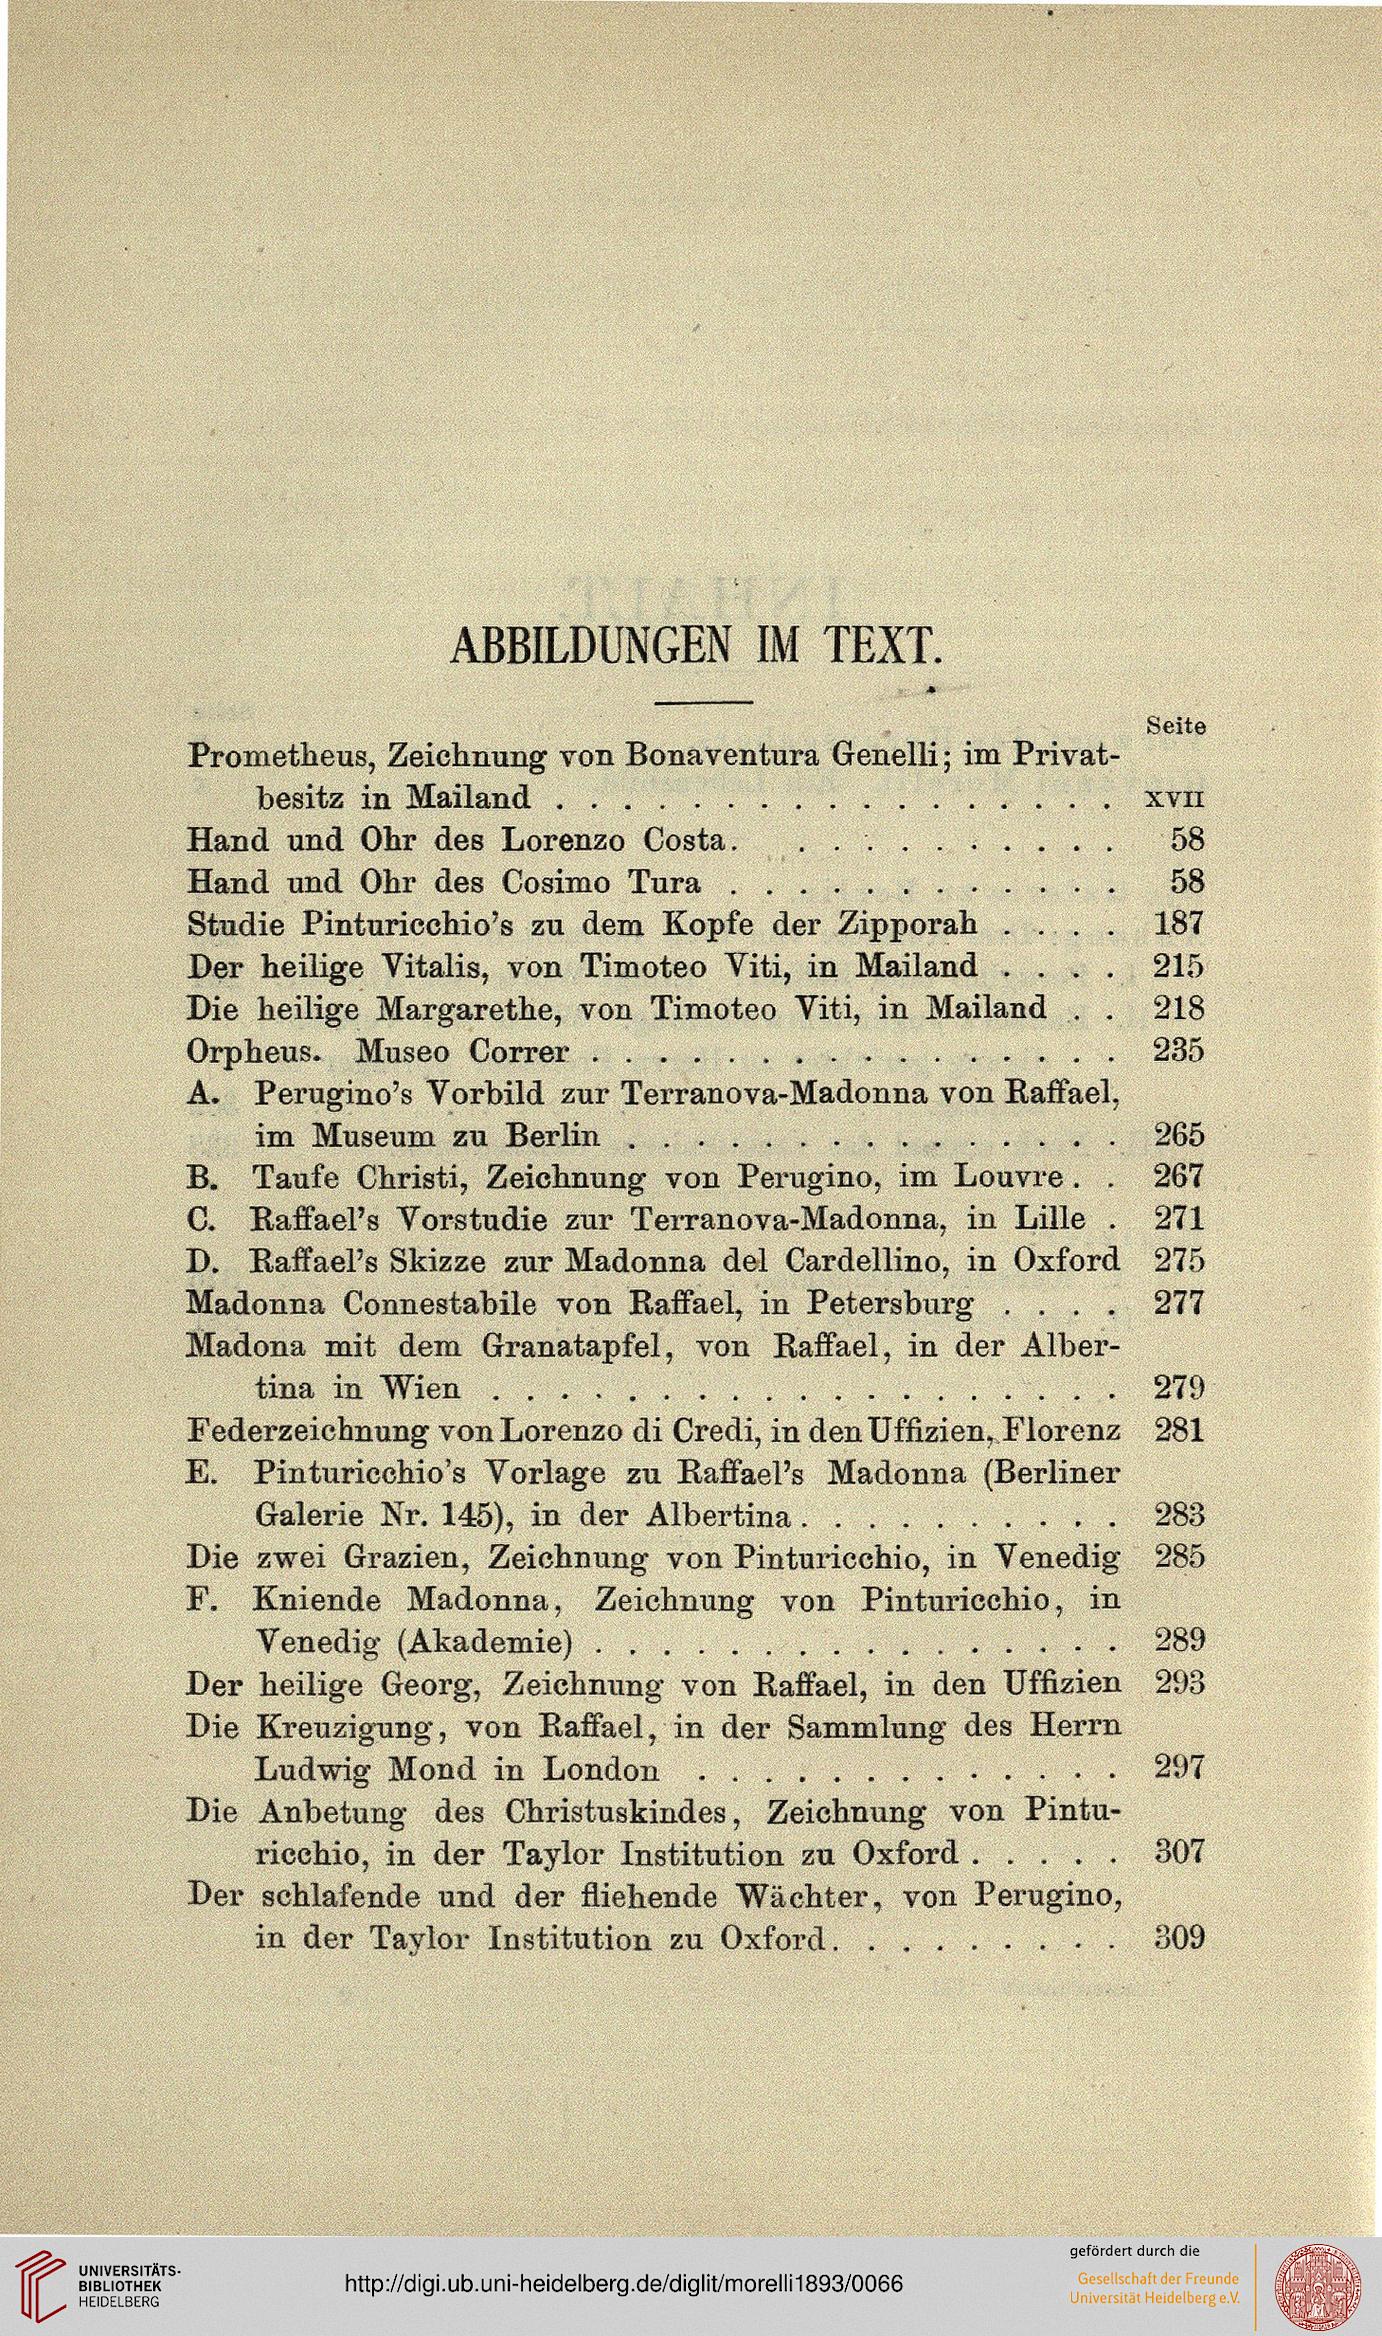 ABBILDUNGEN IM TEXT.
Seite
Prometheus, Zeichnung von Bonaventura Genelli; im Privat-
besitz in Mailand . . . . . . . . . . . . . . . . . XVII
Hand und Ohr des Lorenzo Costa. . . . . . . . . . . 58
Hand und Ohr des Cosimo Tura . . . . . . . . . . . . 58
Studie Pinturicchio's zu dem Kopfe der Zipporah . . . . 187
Der heilige Vitalis, von Timoteo Viti, in Mailand . . . . 215
Die heilige Margarethe, von Timoteo Viti, in Mailand . . 218
Orpheus. Museo Correr . . . . . . . . . . . . . . . . 235
A. Perugino's Vorbild zur Terranova-Madonna von Raffael,
im Museum zu Berlin . . . . . . . . . . . . . . . 265
B. Taufe Christi, Zeichnung von Perugino, im Louvre . . 267
C. Raffael's Vorstudie zur Terranova-Madonna, in Lille . 271
D. Raffael's Skizze zur Madonna del Cardellino, in Oxford 275
Madonna Connestabile von Raffael, in Petersburg . . . . 277
Madona mit dem Granatapfel, von Raffael, in der Alber-
tina in Wien . . . . . . . . . . . . . . . . . . . 279
Federzeichnung von Lorenzo di Credi, in den Uffizien, Florenz 281
E. Pinturicchio's Vorlage zu Raffael's Madonna (Berliner
Galerie Nr. 145), in der Albertina . . . . . . . . . . 283
Die zwei Grazien, Zeichnung von Pinturicchio, in Venedig 285
F. Kniende Madonna, Zeichnung von Pinturicchio, in
Venedig (Akademie) . . . . . . . . . . . . . . . . 289
Der heilige Georg, Zeichnung von Raffael, in den Uffizien 293
Die Kreuzigung, von Raffael, in der Sammlung des Herrn
Ludwig Mond in London . . . . . . . . . . . . . 297
Die Anbetung des Christuskindes, Zeichnung von Pintu-
ricchio, in der Taylor Institution zu Oxford . . . . . 307
Der schlafende und der fliehende Wächter, von Perugino,
in der Taylor Institution zu Oxford. . . . . . . . . 309
UNIVERSITÄTS-
BIBLIOTHEK
HEIDELBERG
http://digi.ub.uni-heidelberg.de/diglit/morelli1893/0066
gefördert durch die
Gesellschaft der Freunde
Universität Heidelberg e.V.